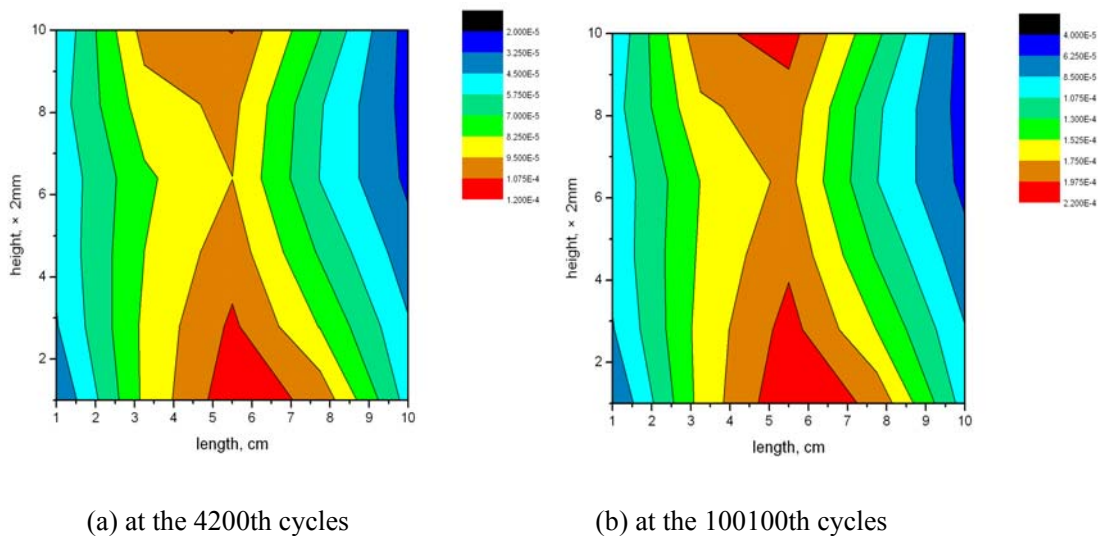 10
8
6
4
2
height, × 2mm
1 2 3 4 5 6 7 8 9 10
length, cm
2.000E-5
3.250E-5
4.500E-5
5.750E-5
7.000E-5
8.250E-5
9.500E-5
1.075E-4
1.200E-4
10
8
6
4
2
height, × 2mm
1 2 3 4 5 6 7 8 9 10
length, cm
4.000E-5
6.250E-5
8.500E-5
1.075E-4
1.300E-4
1.525E-4
1.750E-4
1.975E-4
2.200E-4
(a) at the 4200th cycles
(b) at the 100100th cycles